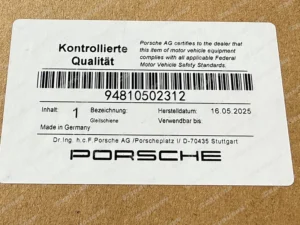 Kontrollierte
Qualität
Porsche AG certifies to the dealer that
this item of motor vehicle equipment
complies with all applicable Federal
Motor Vehicle Safety Standards.
94810502312
Inhalt: 1 Bezeichnung: Herstelldatum: 16.05.2025
Gleitschiene Verwendbar bis:
Made in Germany
Dr.Ing. h.c.F.Porsche AG /Porscheplatz 1/ D-70435 Stuttgart
PORSCHE